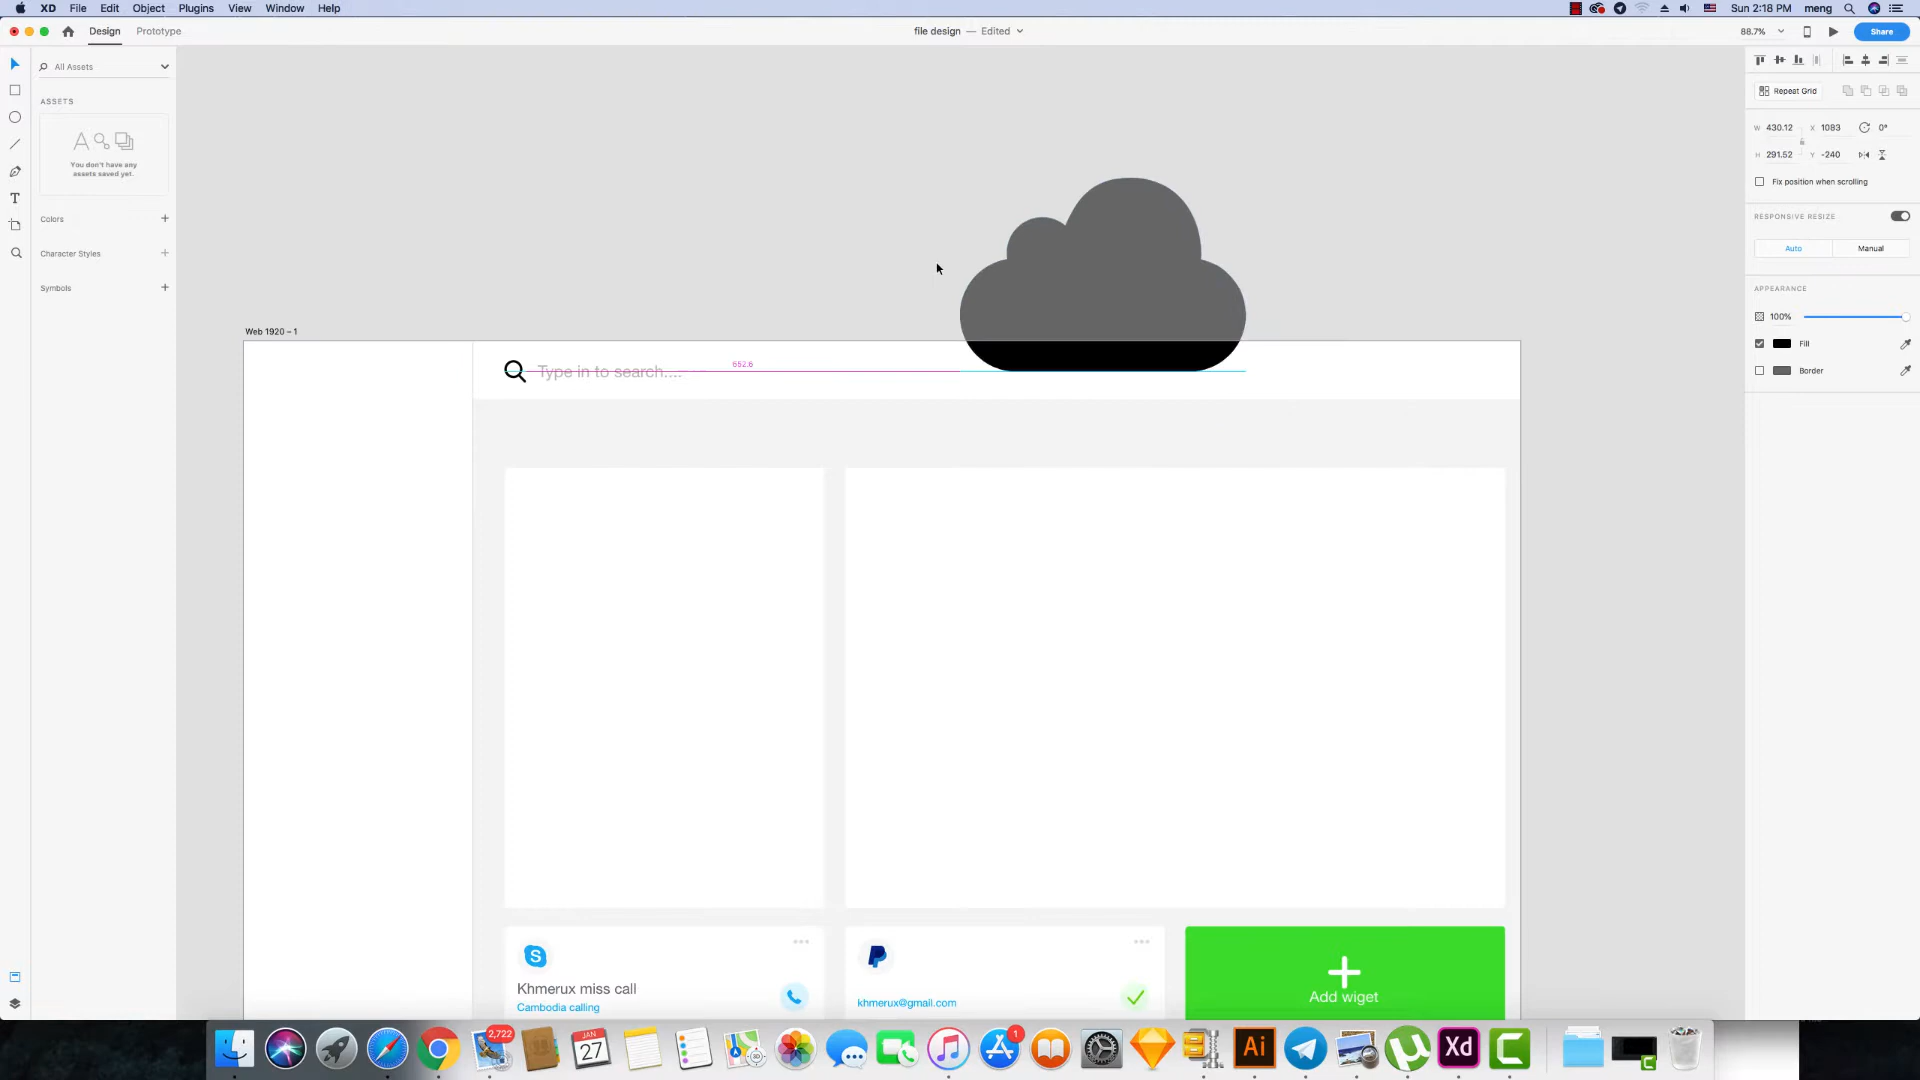 XD File Edit Object Plugins View Window Help
Sun 2:18 PM meng
Design Prototype
file design — Edited
88.7%
Share
All Assets
ASSETS
A
You don't have any
assets saved yet.
Colors +
Character Styles +
Symbols +
Web 1920 – 1
Type in to search....
652.6
Khmerux miss call
Cambodia calling
khmerux@gmail.com
Add wiget
Repeat Grid
W 430.12 X 1083 0°
H 291.52 Y -240
Fix position when scrolling
RESPONSIVE RESIZE
Auto Manual
APPEARANCE
100%
Fill
Border
2,722
JAN
27
1
Ai
Xd